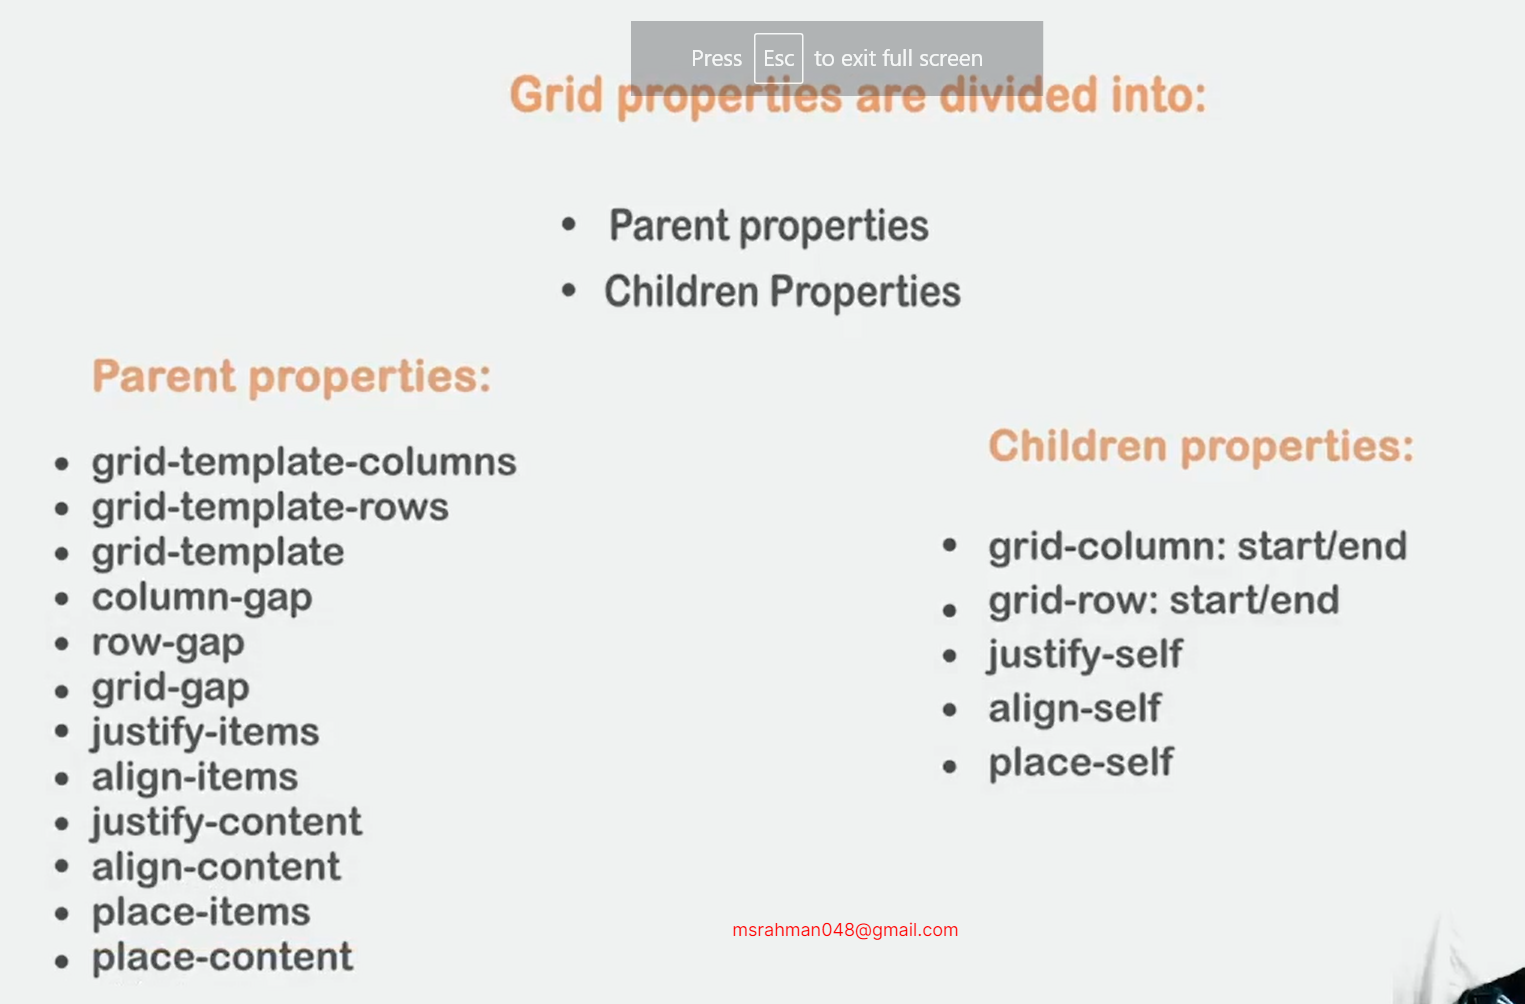 Press Esc to exit full screen
Grid properties are divided into:
• Parent properties
• Children Properties
Parent properties:
• grid-template-columns
• grid-template-rows
• grid-template
• column-gap
• row-gap
• grid-gap
• justify-items
• align-items
• justify-content
• align-content
• place-items
• place-content
Children properties:
• grid-column: start/end
• grid-row: start/end
• justify-self
• align-self
• place-self
msrahman048@gmail.com